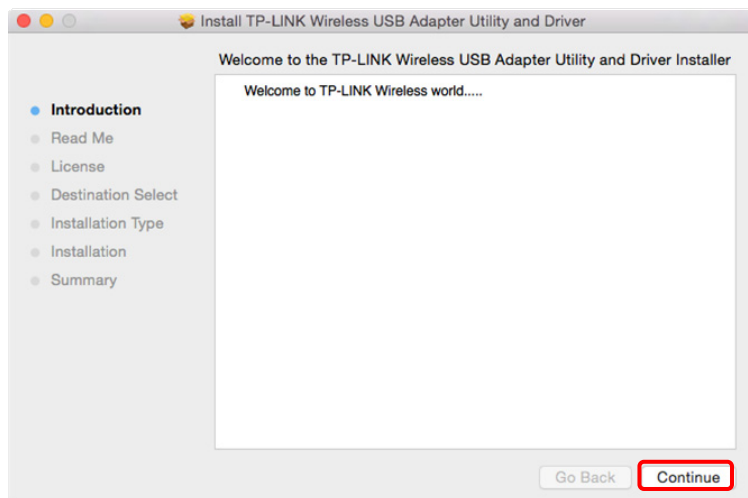 Install TP-LINK Wireless USB Adapter Utility and Driver
Welcome to the TP-LINK Wireless USB Adapter Utility and Driver Installer
Welcome to TP-LINK Wireless world.....
Introduction
Read Me
License
Destination Select
Installation Type
Installation
Summary
Go Back
Continue